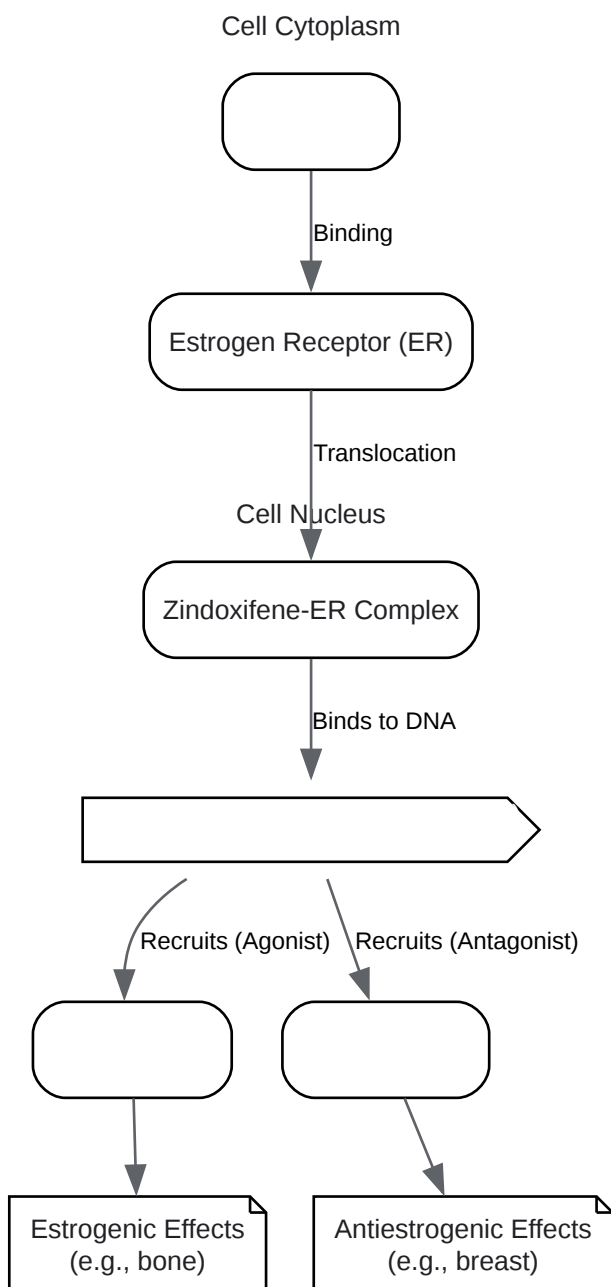 Cell Cytoplasm
Binding
Estrogen Receptor (ER)
Translocation
Cell Nucleus
Zindoxifene-ER Complex
Binds to DNA
Recruits (Agonist)
Recruits (Antagonist)
Estrogenic Effects
(e.g., bone)
Antiestrogenic Effects
(e.g., breast)